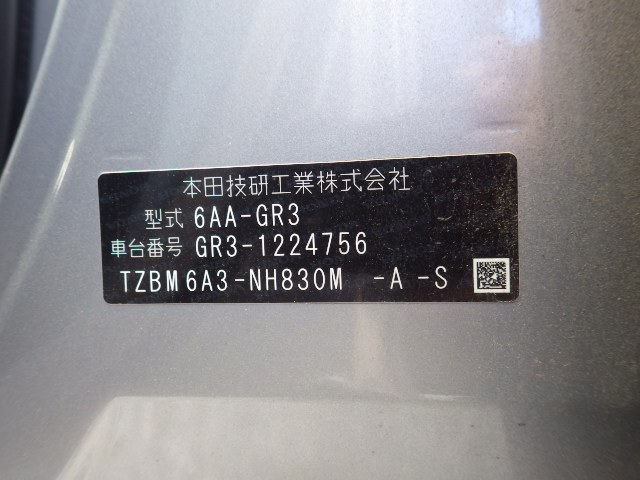 本田技研工業株式会社
型式 6AA-GR3
車台番号 GR3-1224756
TZBM6A3-NH830M -A-S